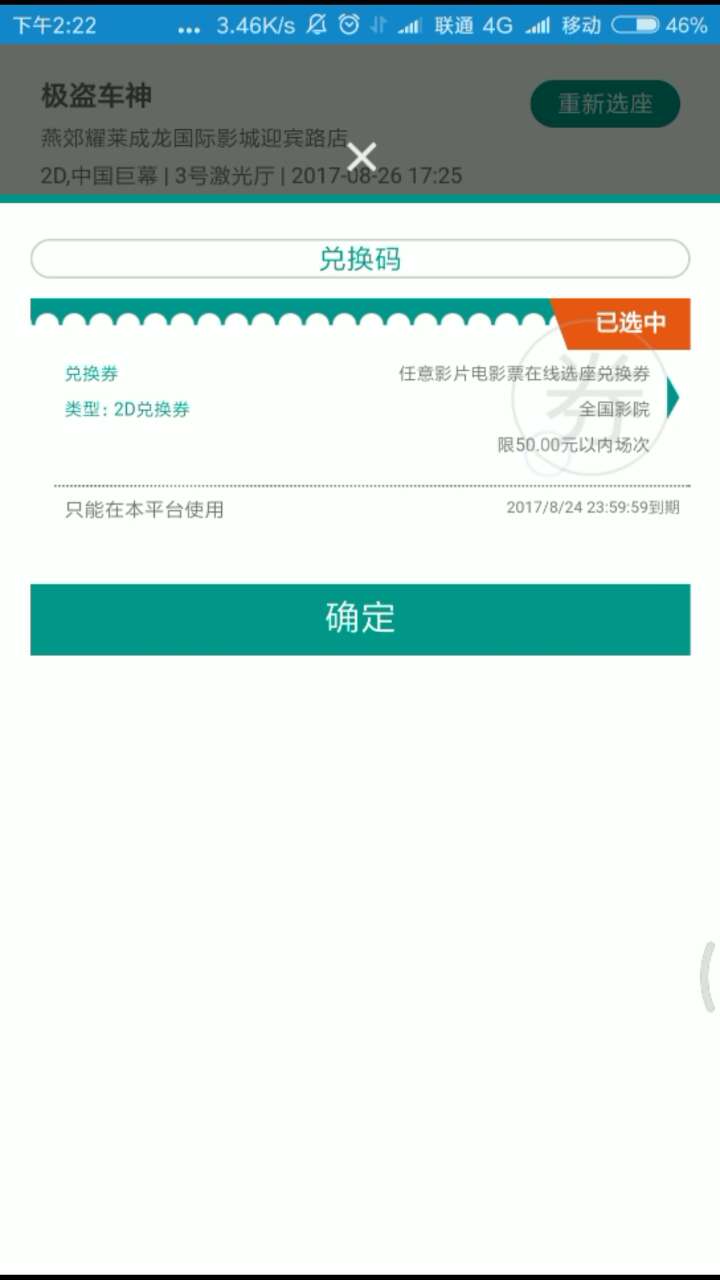 下午2:22 ... 3.46K/s 联通 4G 移动 46%
极盗车神
重新选座
燕郊耀莱成龙国际影城迎宾路店
2D,中国巨幕 | 3号激光厅 | 2017-08-26 17:25
兑换码
已选中
券
兑换券 任意影片电影票在线选座兑换券
类型: 2D兑换券 全国影院
限50.00元以内场次
只能在本平台使用 2017/8/24 23:59:59到期
确定